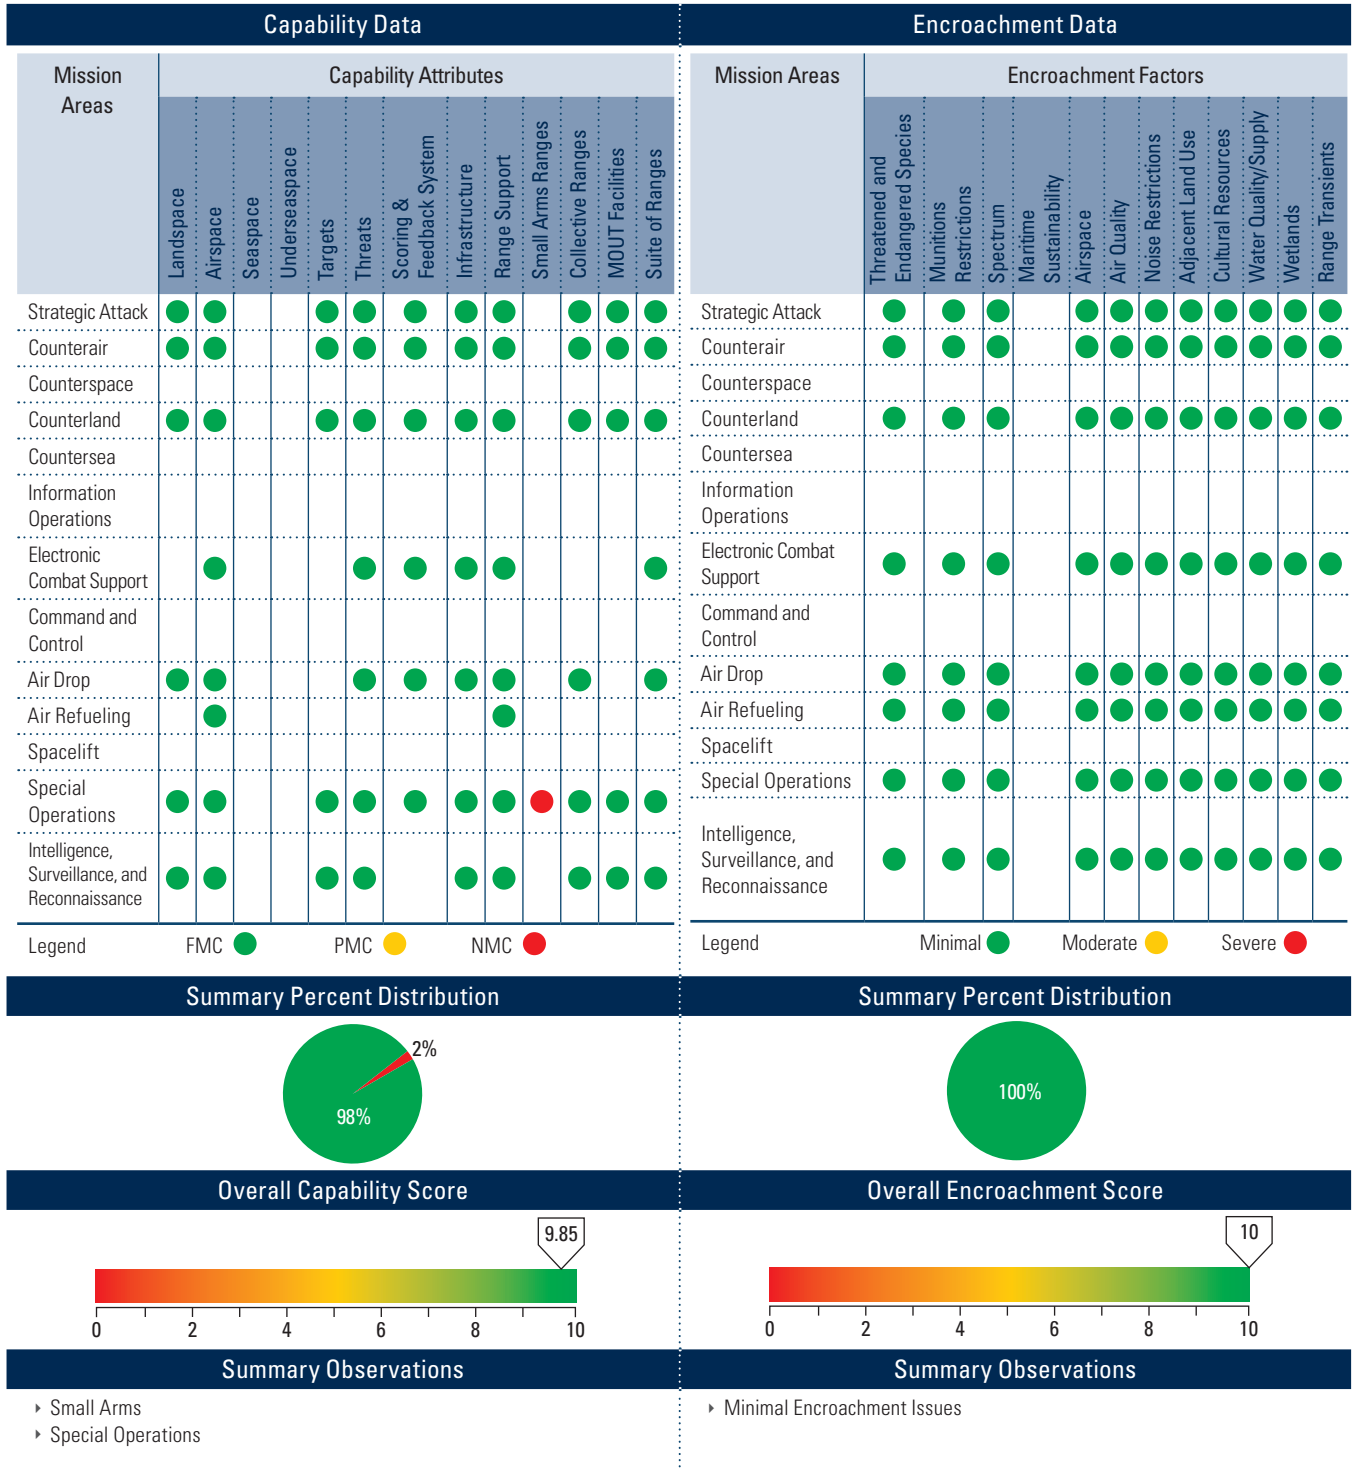 Capability Data
Mission
Areas
Capability Attributes
Landspace
Airspace
Seaspace
Underseaspace
Targets
Threats
Scoring &
Feedback System
Infrastructure
Range Support
Small Arms Ranges
Collective Ranges
MOUT Facilities
Suite of Ranges
Strategic Attack
Counterair
Counterspace
Counterland
Countersea
Information
Operations
Electronic
Combat Support
Command and
Control
Air Drop
Air Refueling
Spacelift
Special
Operations
Intelligence,
Surveillance, and
Reconnaissance
Legend
FMC
PMC
NMC
Summary Percent Distribution
2%
98%
Overall Capability Score
9.85
0
2
4
6
8
10
Summary Observations
Small Arms
Special Operations
Encroachment Data
Mission Areas
Encroachment Factors
Threatened and
Endangered Species
Munitions
Restrictions
Spectrum
Maritime
Sustainability
Airspace
Air Quality
Noise Restrictions
Adjacent Land Use
Cultural Resources
Water Quality/Supply
Wetlands
Range Transients
Strategic Attack
Counterair
Counterspace
Counterland
Countersea
Information
Operations
Electronic Combat
Support
Command and
Control
Air Drop
Air Refueling
Spacelift
Special Operations
Intelligence,
Surveillance, and
Reconnaissance
Legend
Minimal
Moderate
Severe
Summary Percent Distribution
100%
Overall Encroachment Score
10
0
2
4
6
8
10
Summary Observations
Minimal Encroachment Issues